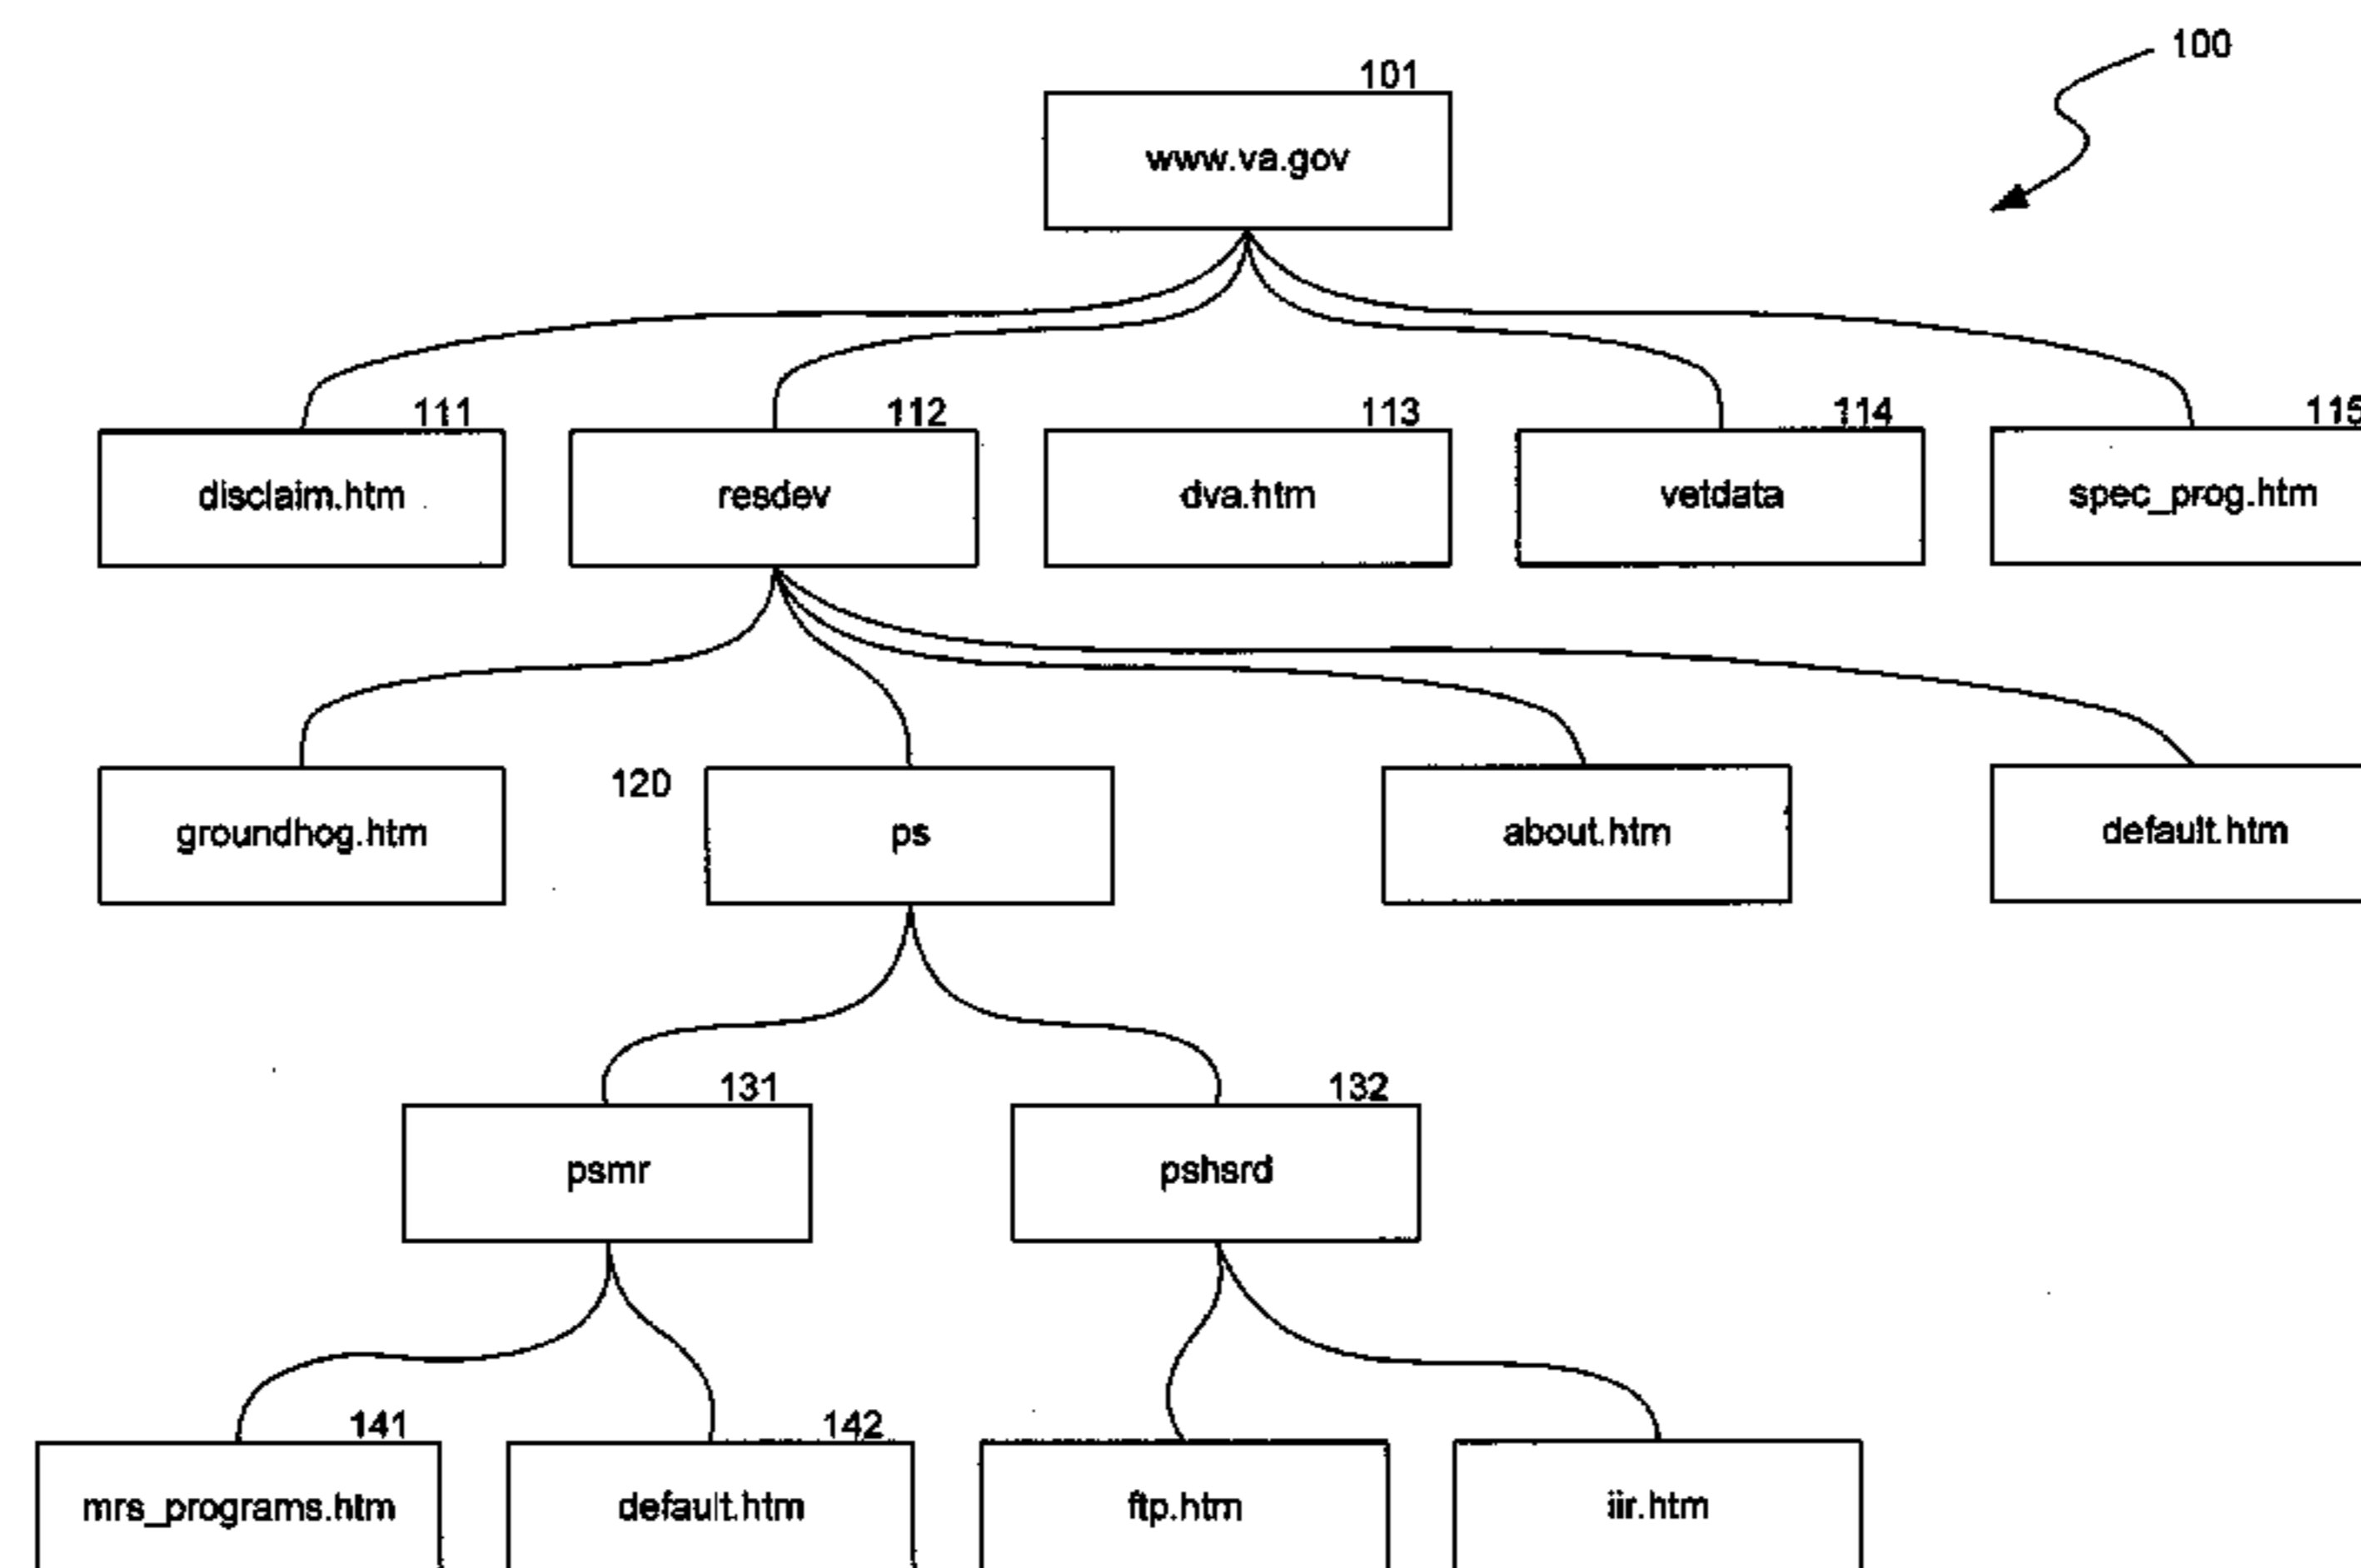 100
101
www.va.gov
111 112 113 114 115
disclaim.htm resdev dva.htm vetdata spec_prog.htm
120
groundhog.htm ps about.htm default.htm
131 132
psmr pshsrd
141 142
mrs_programs.htm default.htm ftp.htm iir.htm